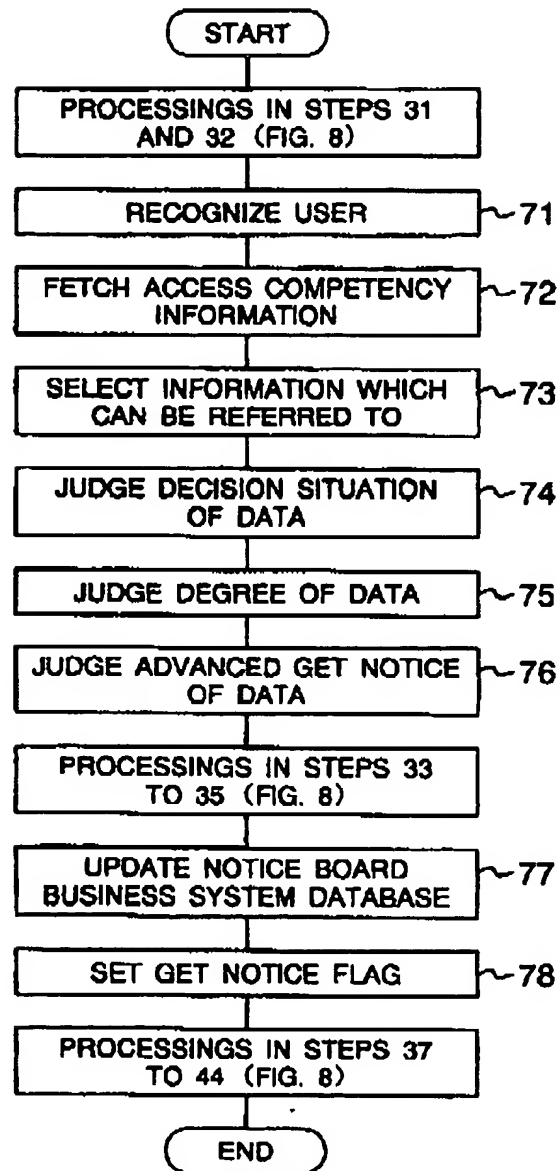 START
PROCESSINGS IN STEPS 31
AND 32 (FIG. 8)
RECOGNIZE USER
71
FETCH ACCESS COMPETENCY
INFORMATION
72
SELECT INFORMATION WHICH
CAN BE REFERRED TO
73
JUDGE DECISION SITUATION
OF DATA
74
JUDGE DEGREE OF DATA
75
JUDGE ADVANCED GET NOTICE
OF DATA
76
PROCESSINGS IN STEPS 33
TO 35 (FIG. 8)
UPDATE NOTICE BOARD
BUSINESS SYSTEM DATABASE
77
SET GET NOTICE FLAG
78
PROCESSINGS IN STEPS 37
TO 44 (FIG. 8)
END